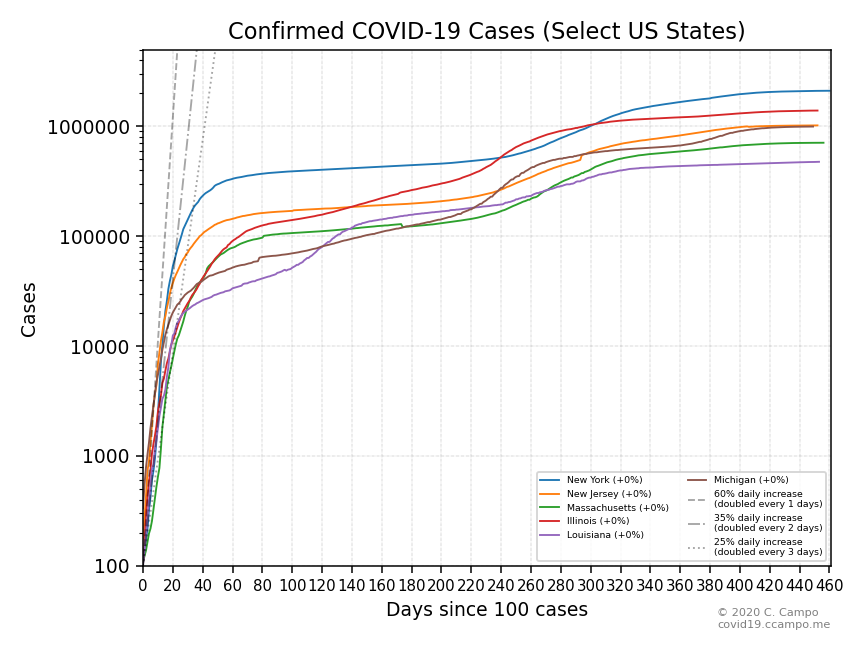 Confirmed COVID-19 Cases (Select US States)
1000000
100000
10000
1000
100
Cases
0 20 40 60 80 100 120 140 160 180 200 220 240 260 280 300 320 340 360 380 400 420 440 460
Days since 100 cases
New York (+0%)
New Jersey (+0%)
Massachusetts (+0%)
Illinois (+0%)
Louisiana (+0%)
Michigan (+0%)
60% daily increase
(doubled every 1 days)
35% daily increase
(doubled every 2 days)
25% daily increase
(doubled every 3 days)
© 2020 C. Campo
covid19.ccampo.me